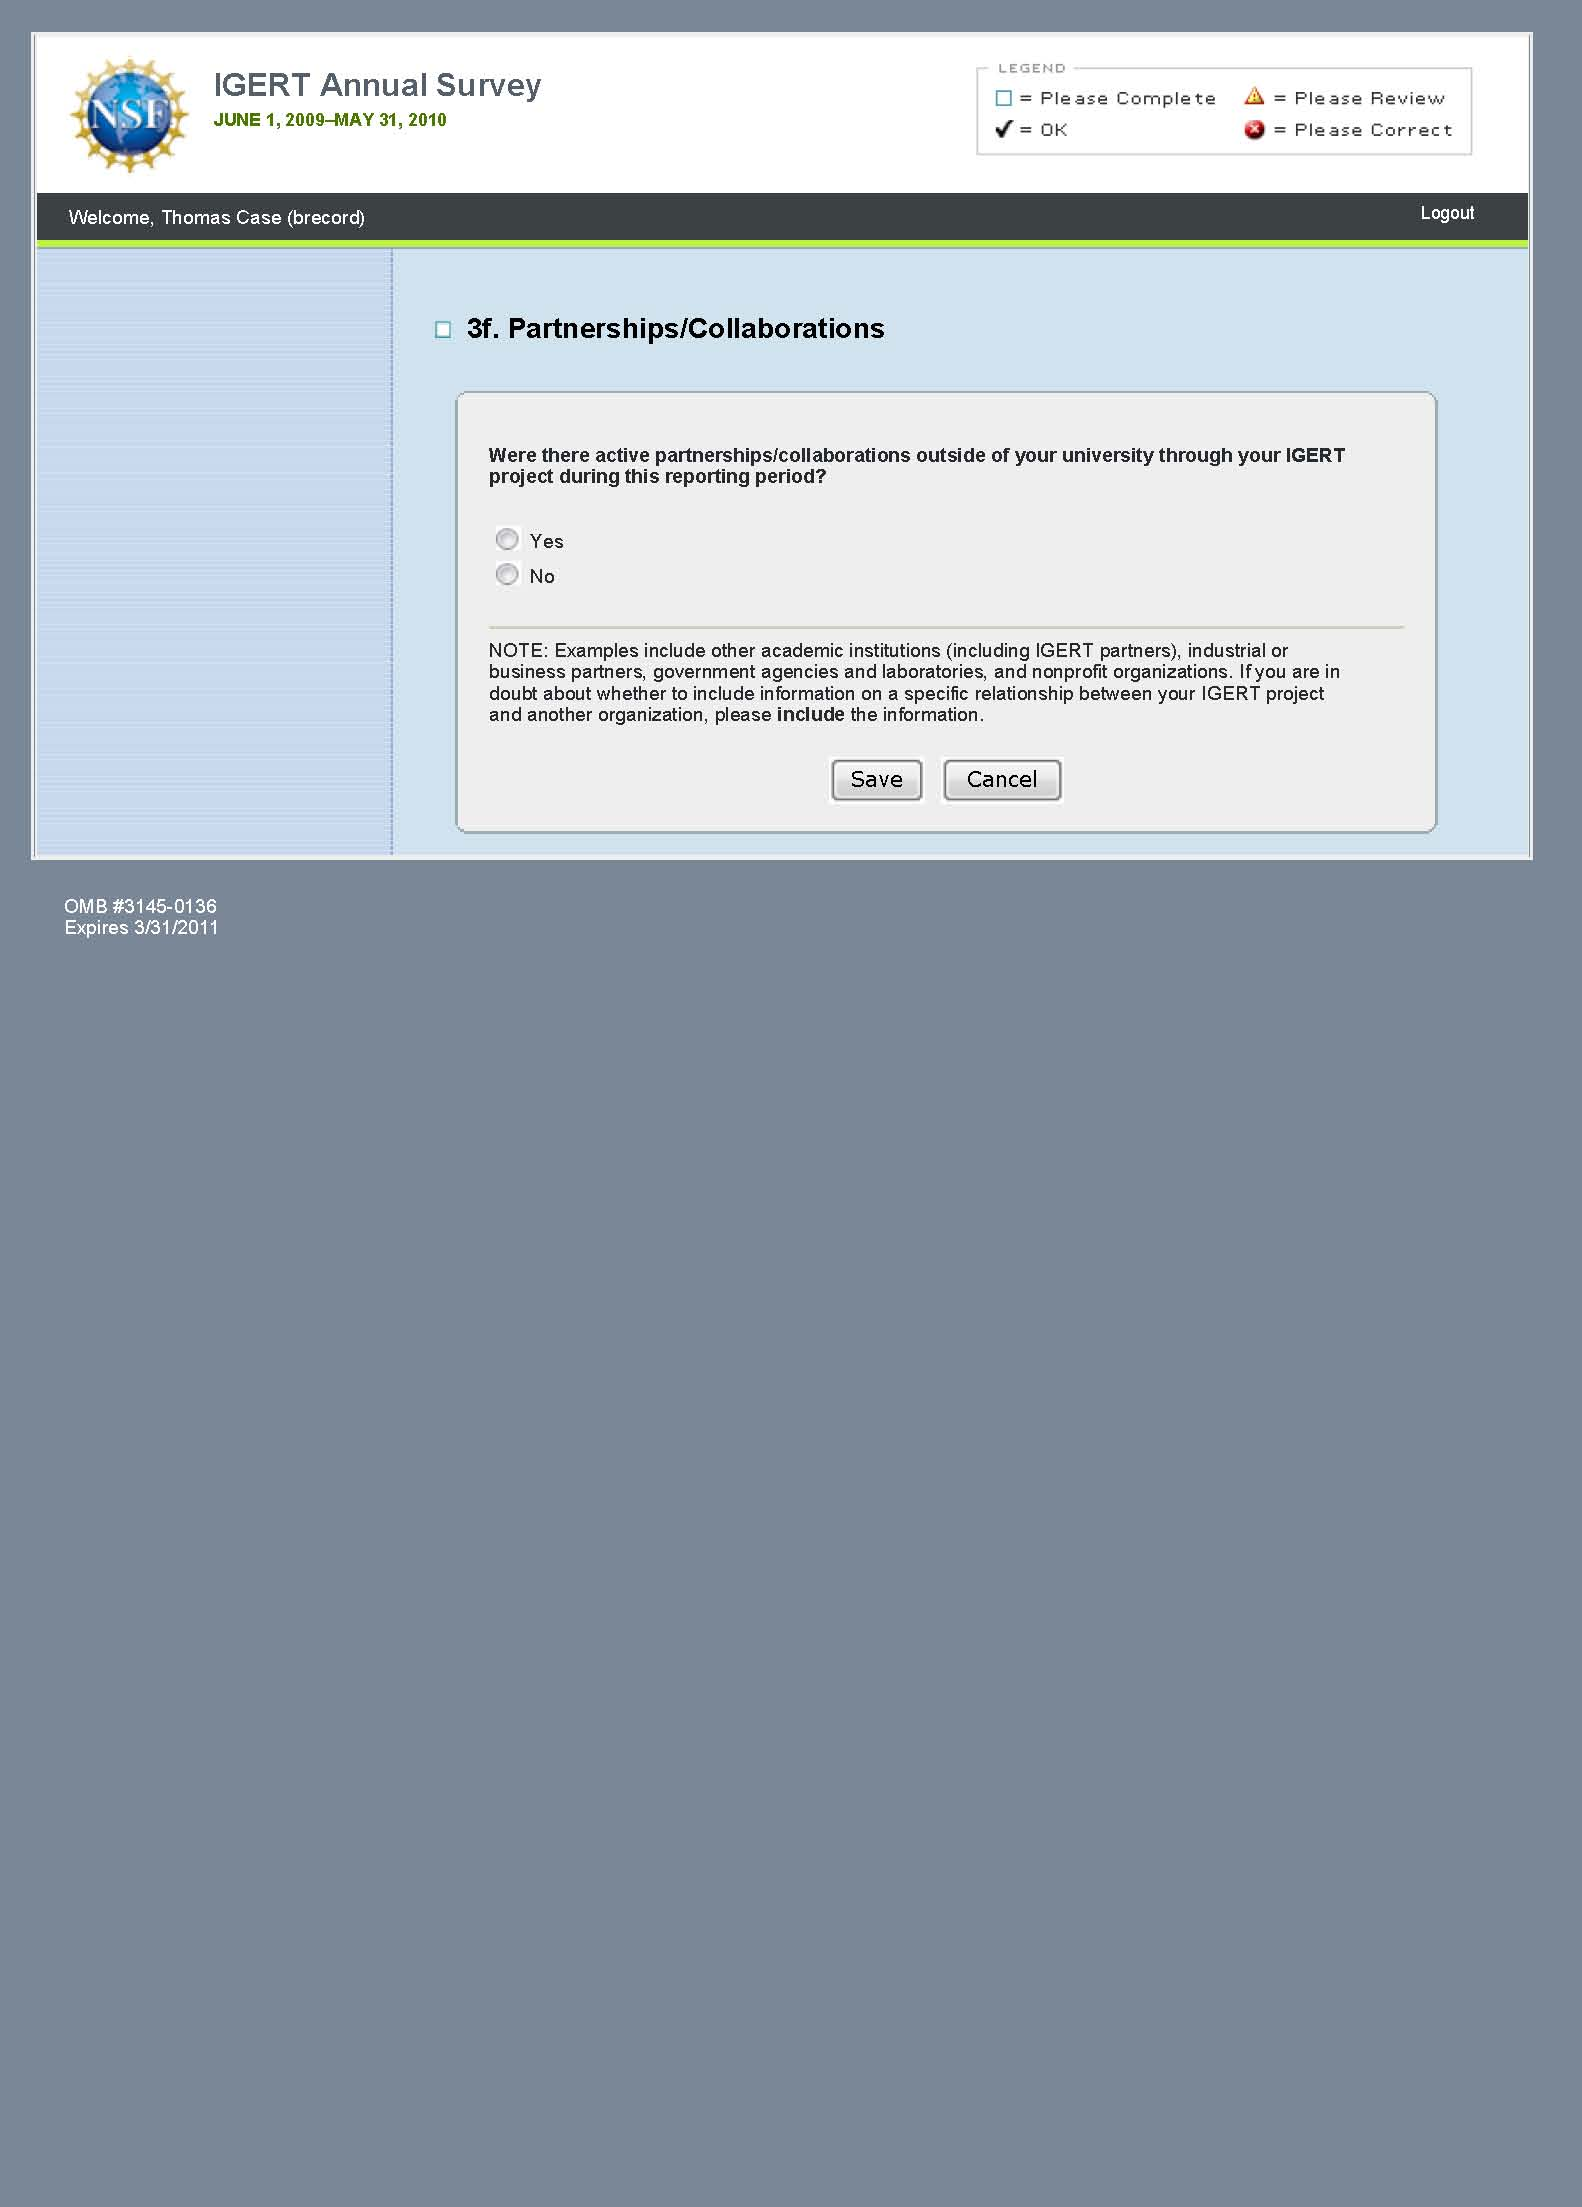 NSF
IGERT Annual Survey
JUNE 1, 2009–MAY 31, 2010
LEGEND
= Please Complete
= Please Review
= OK
= Please Correct
Welcome, Thomas Case (brecord)
Logout
3f. Partnerships/Collaborations
Were there active partnerships/collaborations outside of your university through your IGERT
project during this reporting period?
Yes
No
NOTE: Examples include other academic institutions (including IGERT partners), industrial or
business partners, government agencies and laboratories, and nonprofit organizations. If you are in
doubt about whether to include information on a specific relationship between your IGERT project
and another organization, please include the information.
Save
Cancel
OMB #3145-0136
Expires 3/31/2011